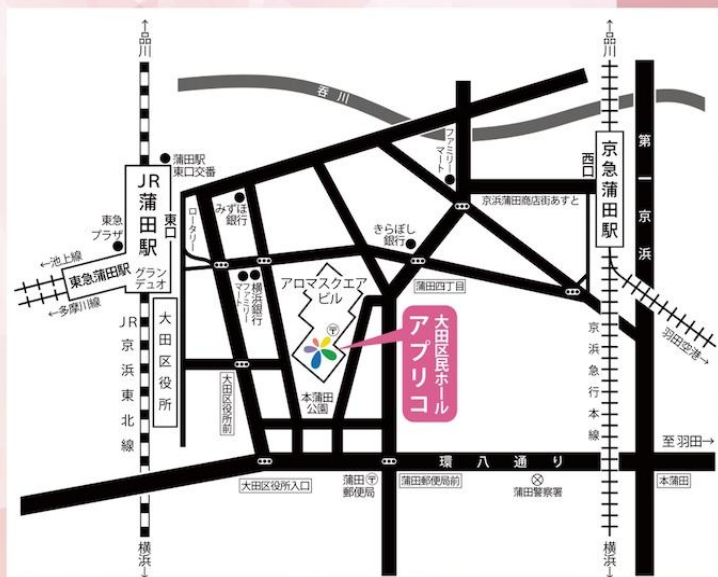 ↑品川
↑品川
呑川
第一京浜
ファミリーマート
京急蒲田駅
西口
蒲田駅
東口交番
JR蒲田駅
東口
ロータリー
みずほ
銀行
京浜蒲田商店街あすと
東急
プラザ
きらぼし
銀行
←池上線
東急蒲田駅
←多摩川線
グラン
デュオ
横浜銀行
ファミリーマート
アロマスクエア
ビル
〒
蒲田四丁目
大田区民ホール
アプリコ
羽田空港→
JR京浜東北線
大田区役所
大田区役所前
本蒲田
公園
京浜急行本線
至 羽田→
環八通り
大田区役所入口
蒲田〒
郵便局
蒲田郵便局前
蒲田警察署
本蒲田
横浜↓
横浜↓